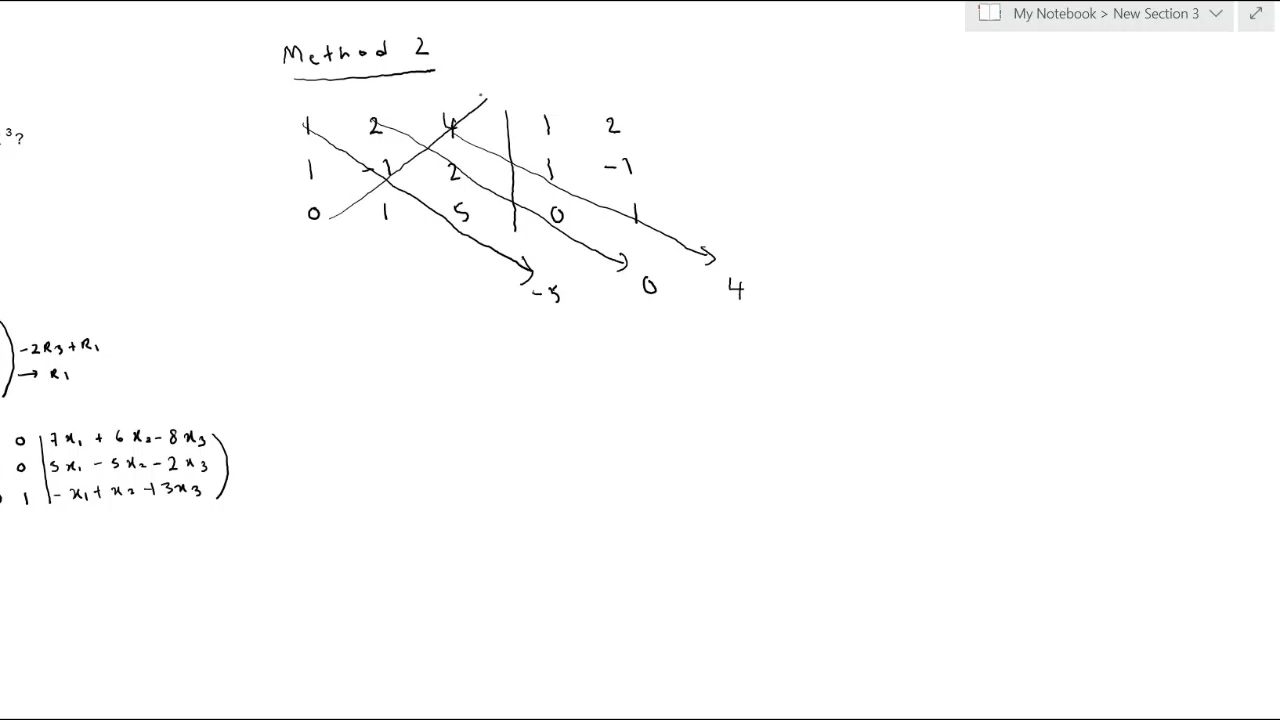 My Notebook > New Section 3
Method 2
³?
1 2 4 | 1 2
1 -1 2 | 1 -1
0 1 5 | 0 1
-5 0 4
-2R₃+R₁
→ R₁
0 | 7x₁ + 6x₂ - 8x₃
0 | 5x₁ - 5x₂ - 2x₃
0 1 | -x₁ + x₂ + 3x₃